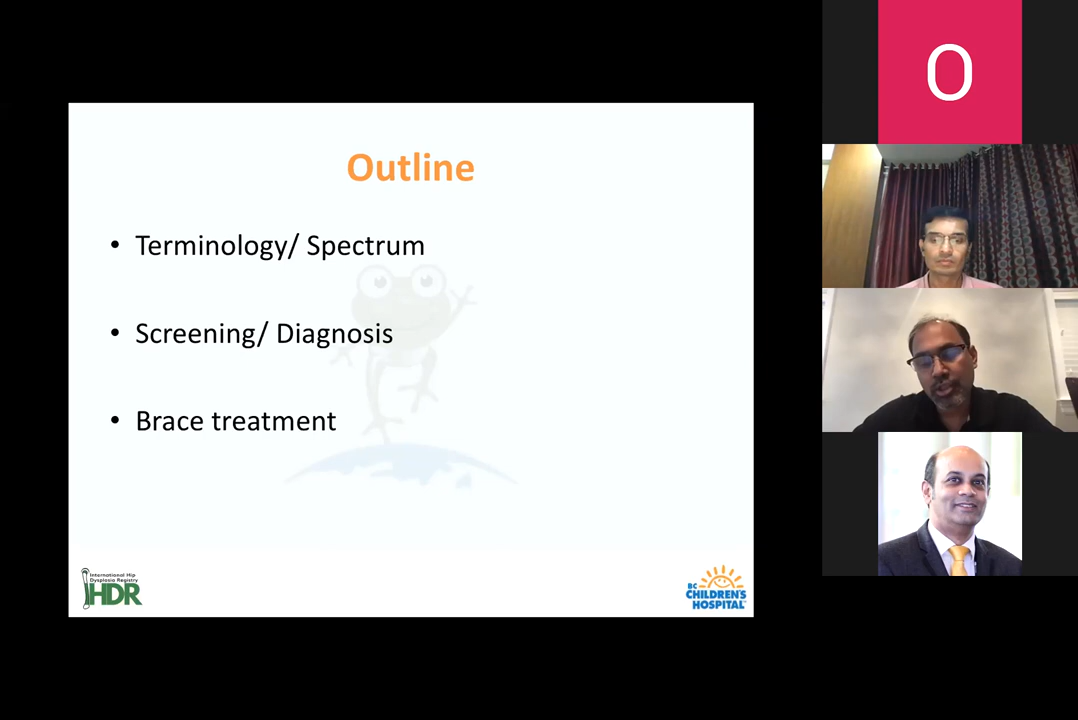 O
Outline
• Terminology/ Spectrum
• Screening/ Diagnosis
• Brace treatment
International Hip
Dysplasia Registry
IHDR
BC
CHILDREN'S
HOSPITAL